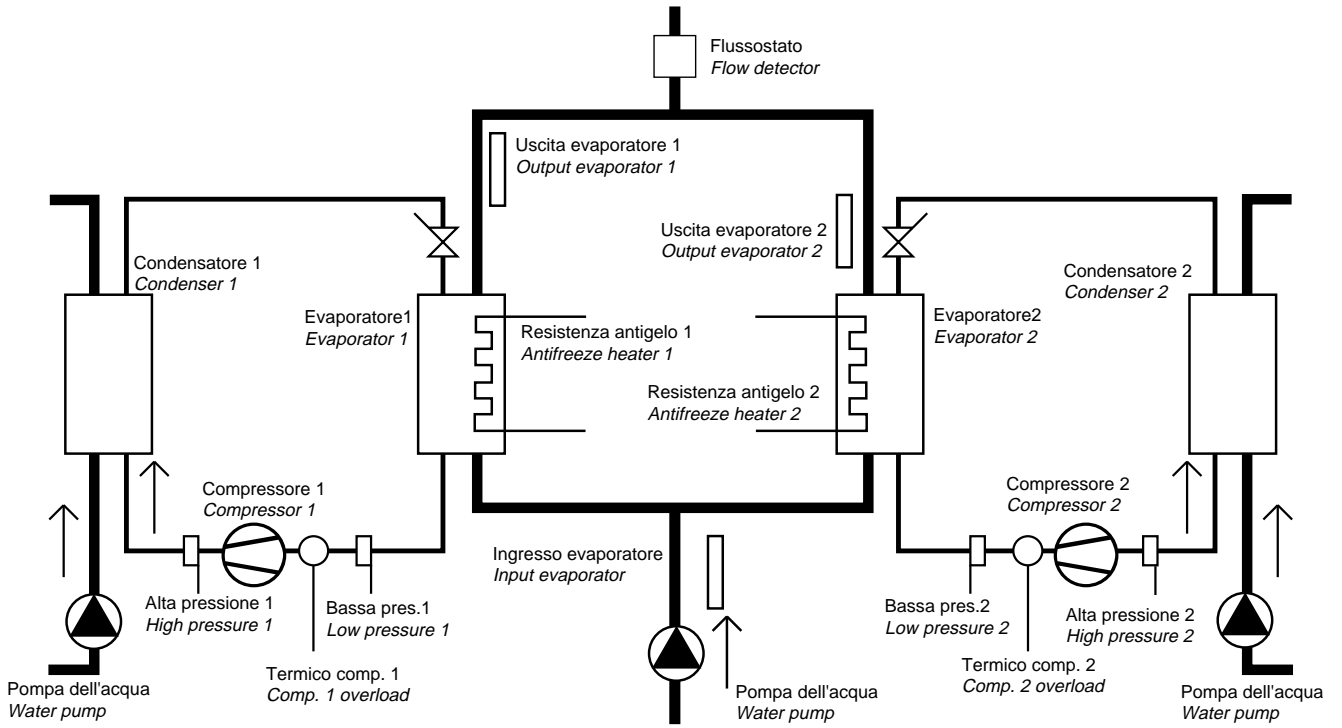 Flussostato
Flow detector
Uscita evaporatore 1
Output evaporator 1
Uscita evaporatore 2
Output evaporator 2
Condensatore 1
Condenser 1
Condensatore 2
Condenser 2
Evaporatore1
Evaporator 1
Resistenza antigelo 1
Antifreeze heater 1
Evaporatore2
Evaporator 2
Resistenza antigelo 2
Antifreeze heater 2
Compressore 1
Compressor 1
Compressore 2
Compressor 2
Ingresso evaporatore
Input evaporator
Alta pressione 1
High pressure 1
Bassa pres.1
Low pressure 1
Bassa pres.2
Low pressure 2
Alta pressione 2
High pressure 2
Termico comp. 1
Comp. 1 overload
Termico comp. 2
Comp. 2 overload
Pompa dell'acqua
Water pump
Pompa dell'acqua
Water pump
Pompa dell'acqua
Water pump